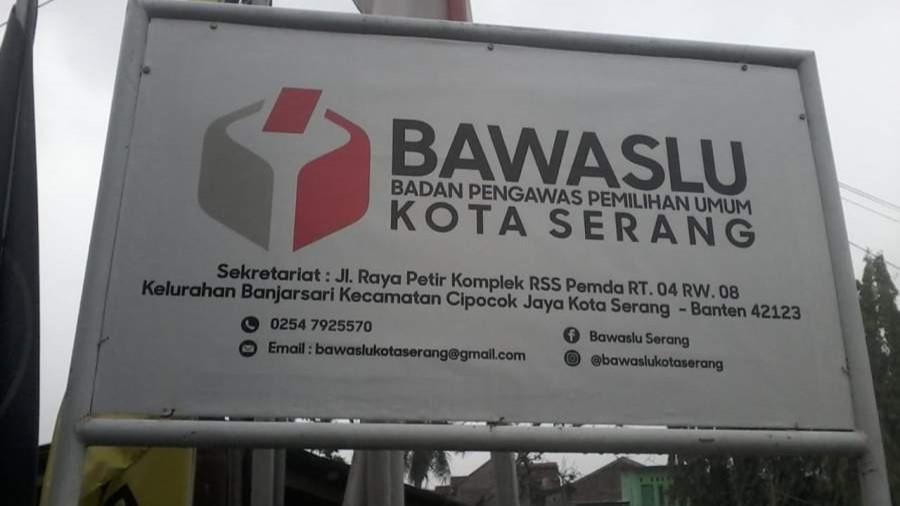 BAWASLU
BADAN PENGAWAS PEMILIHAN UMUM
KOTA SERANG
Sekretariat : Jl. Raya Petir Komplek RSS Pemda RT. 04 RW. 08
Kelurahan Banjarsari Kecamatan Cipocok Jaya Kota Serang - Banten 42123
0254 7925570
Email : bawaslukotaserang@gmail.com
Bawaslu Serang
@bawaslukotaserang